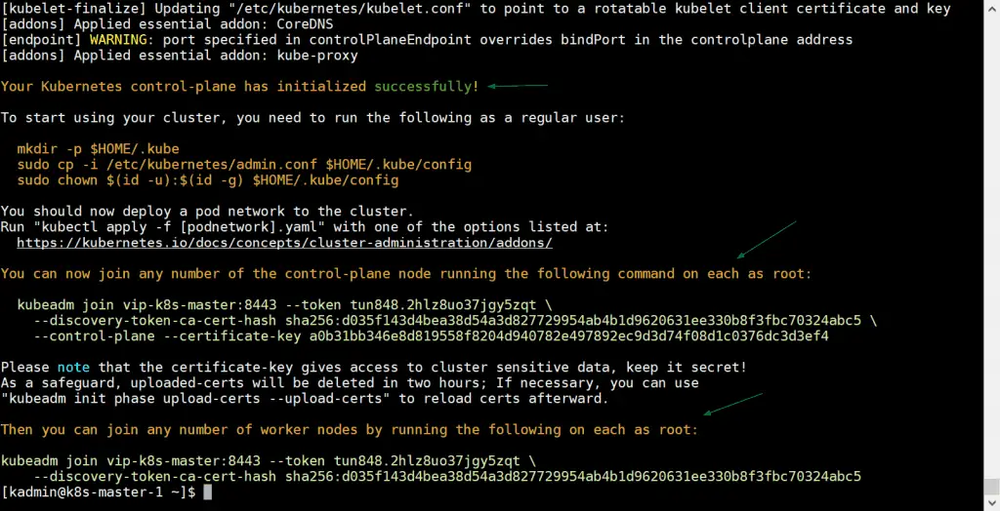 [kubelet-finalize] Updating "/etc/kubernetes/kubelet.conf" to point to a rotatable kubelet client certificate and key
[addons] Applied essential addon: CoreDNS
[endpoint] WARNING: port specified in controlPlaneEndpoint overrides bindPort in the controlplane address
[addons] Applied essential addon: kube-proxy
Your Kubernetes control-plane has initialized successfully!
To start using your cluster, you need to run the following as a regular user:
mkdir -p $HOME/.kube
sudo cp -i /etc/kubernetes/admin.conf $HOME/.kube/config
sudo chown $(id -u):$(id -g) $HOME/.kube/config
You should now deploy a pod network to the cluster.
Run "kubectl apply -f [podnetwork].yaml" with one of the options listed at:
https://kubernetes.io/docs/concepts/cluster-administration/addons/
You can now join any number of the control-plane node running the following command on each as root:
kubeadm join vip-k8s-master:8443 --token tun848.2hlz8uo37jgy5zqt \
--discovery-token-ca-cert-hash sha256:d035f143d4bea38d54a3d827729954ab4b1d9620631ee330b8f3fbc70324abc5 \
--control-plane --certificate-key a0b31bb346e8d819558f8204d940782e497892ec9d3d74f08d1c0376dc3d3ef4
Please note that the certificate-key gives access to cluster sensitive data, keep it secret!
As a safeguard, uploaded-certs will be deleted in two hours; If necessary, you can use
"kubeadm init phase upload-certs --upload-certs" to reload certs afterward.
Then you can join any number of worker nodes by running the following on each as root:
kubeadm join vip-k8s-master:8443 --token tun848.2hlz8uo37jgy5zqt \
--discovery-token-ca-cert-hash sha256:d035f143d4bea38d54a3d827729954ab4b1d9620631ee330b8f3fbc70324abc5
[kadmin@k8s-master-1 ~]$